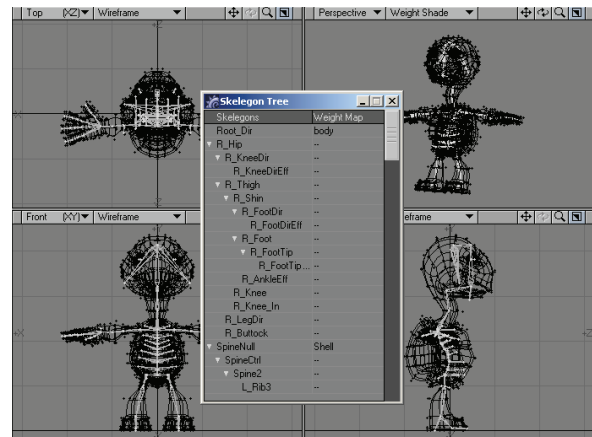 Top (XZ) Wireframe
Perspective Weight Shade
Skelegon Tree
Skelegons Weight Map
Root_Dir body
R_Hip --
R_KneeDir --
R_KneeDirEff --
R_Thigh --
R_Shin --
R_FootDir --
R_FootDirEff --
R_Foot --
R_FootTip --
R_FootTip... --
R_AnkleEff --
R_Knee --
R_Knee_In --
R_LegDir --
R_Buttock --
SpineNull Shell
SpineCtrl --
Spine2 --
L_Rib3 --
Front (XY) Wireframe
eframe